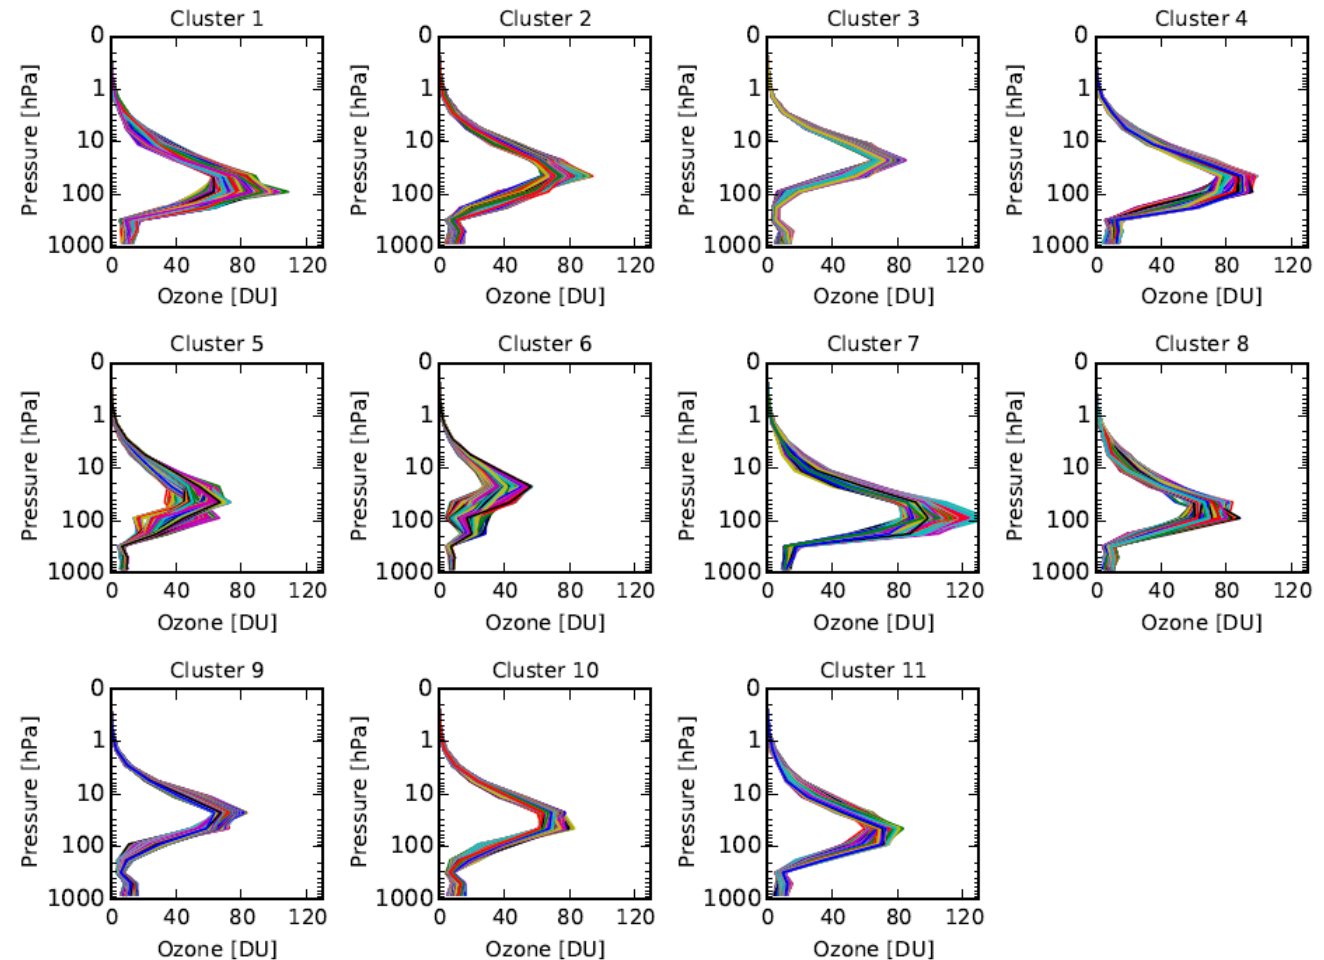 Cluster 1
Cluster 2
Cluster 3
Cluster 4
0
1
10
100
1000
Pressure [hPa]
0 40 80 120
Ozone [DU]
0
1
10
100
1000
Pressure [hPa]
0 40 80 120
Ozone [DU]
0
1
10
100
1000
Pressure [hPa]
0 40 80 120
Ozone [DU]
0
1
10
100
1000
Pressure [hPa]
0 40 80 120
Ozone [DU]
Cluster 5
Cluster 6
Cluster 7
Cluster 8
0
1
10
100
1000
Pressure [hPa]
0 40 80 120
Ozone [DU]
0
1
10
100
1000
Pressure [hPa]
0 40 80 120
Ozone [DU]
0
1
10
100
1000
Pressure [hPa]
0 40 80 120
Ozone [DU]
0
1
10
100
1000
Pressure [hPa]
0 40 80 120
Ozone [DU]
Cluster 9
Cluster 10
Cluster 11
0
1
10
100
1000
Pressure [hPa]
0 40 80 120
Ozone [DU]
0
1
10
100
1000
Pressure [hPa]
0 40 80 120
Ozone [DU]
0
1
10
100
1000
Pressure [hPa]
0 40 80 120
Ozone [DU]